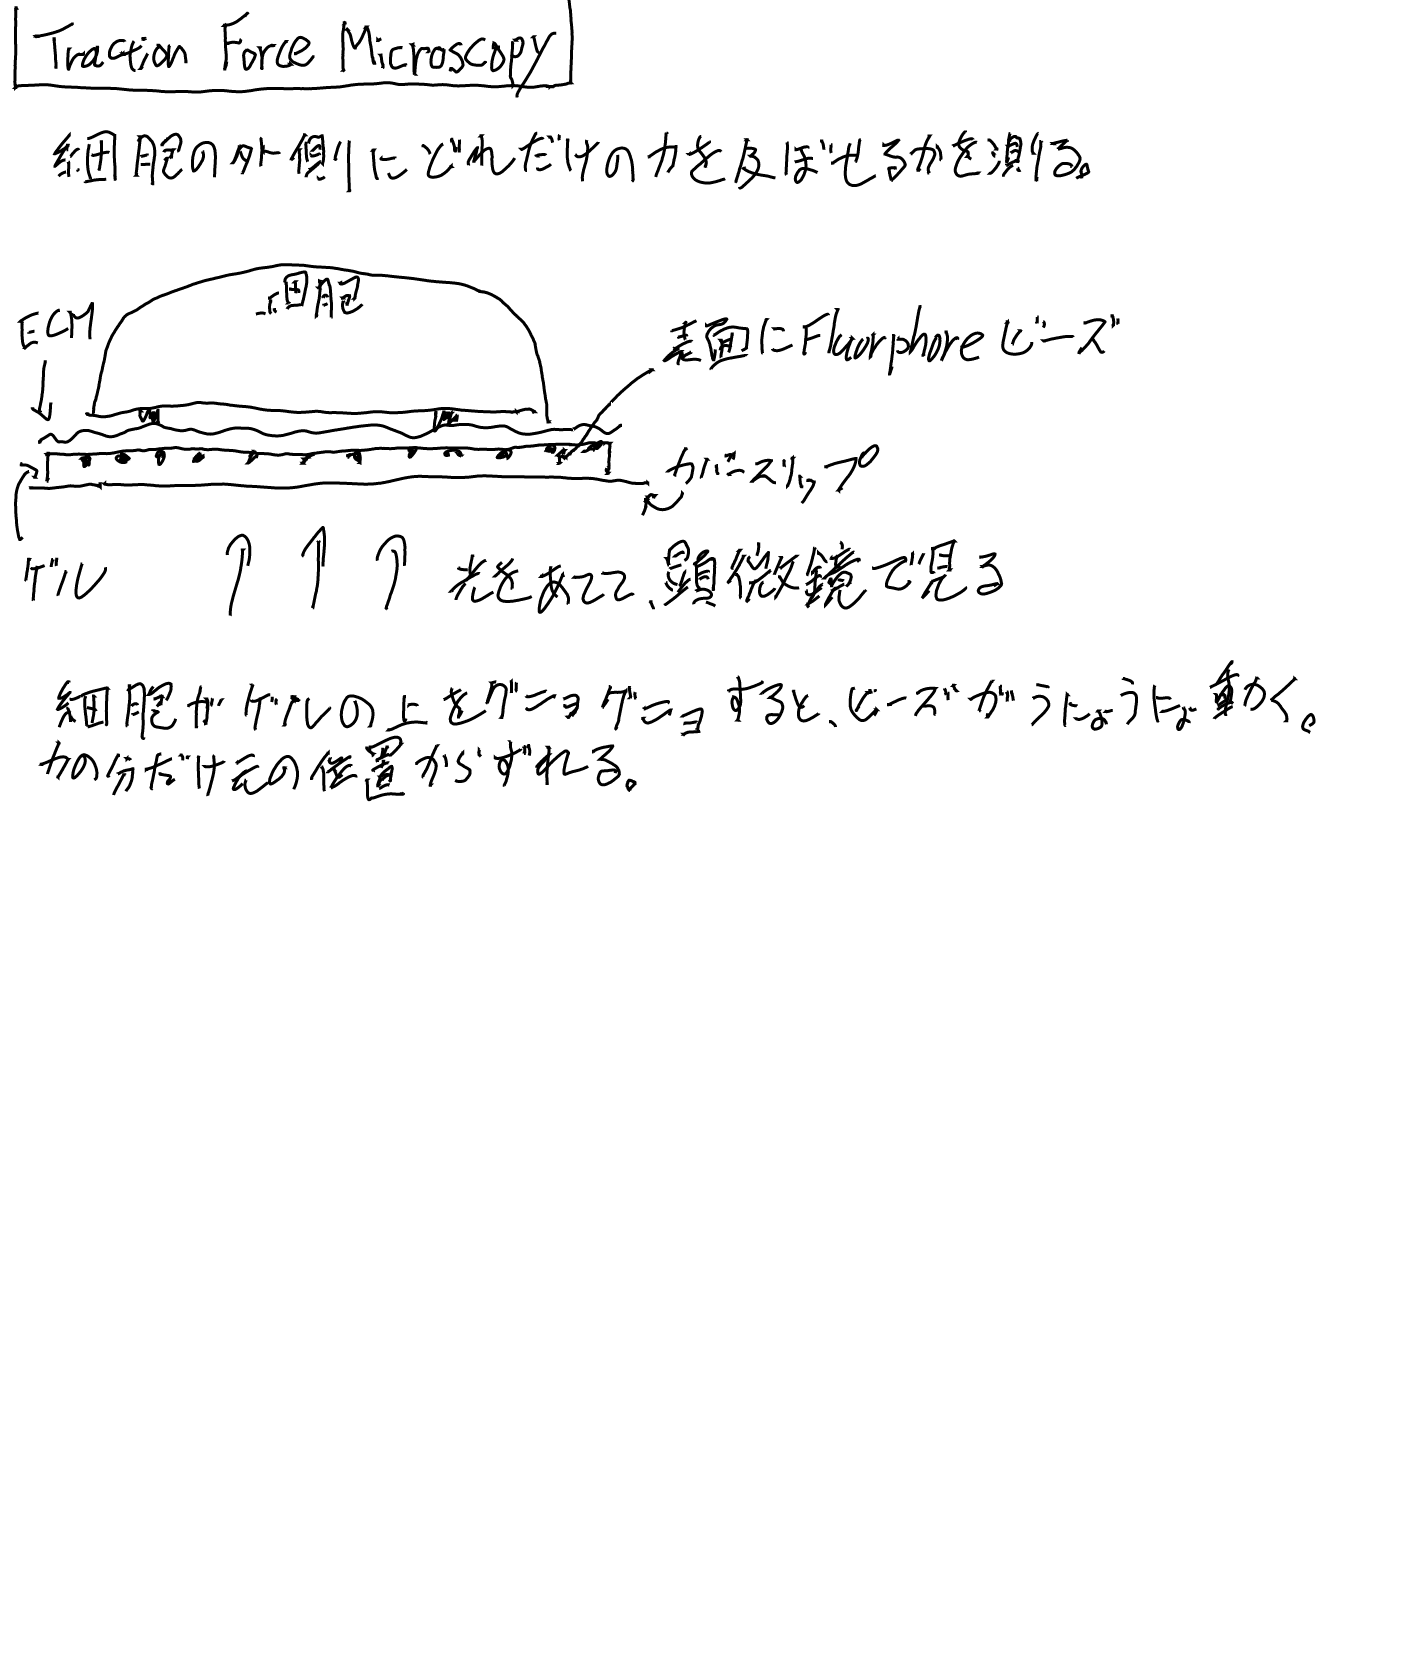 Traction Force Microscopy
細胞の外側にどれだけの力を及ぼせるかを測る。
細胞
ECM
表面にFluorphoreビーズ
カバースリップ
ゲル
光をあてて、顕微鏡で見る
細胞がゲルの上をグニョグニョすると、ビーズがうにょうにょ動く。
力の分だけ元の位置からずれる。